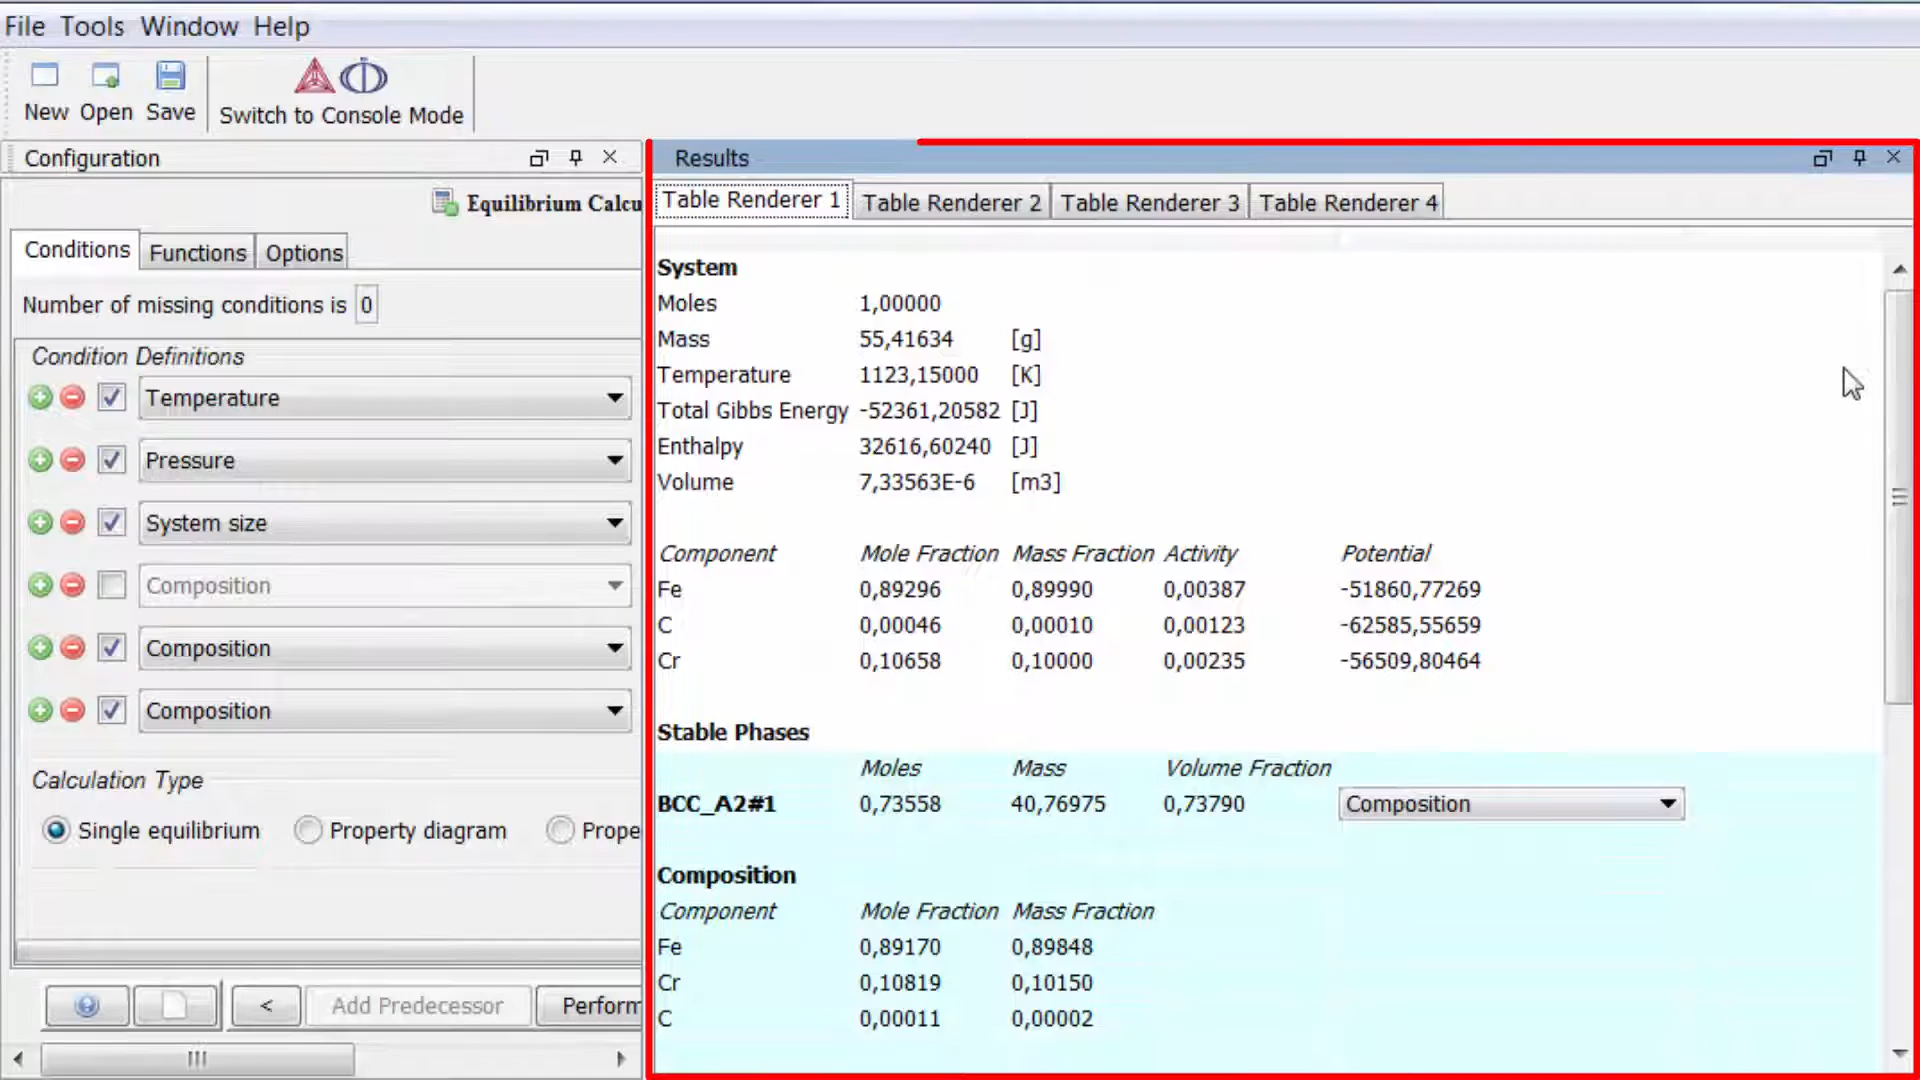 File Tools Window Help
New Open Save Switch to Console Mode
Configuration
Equilibrium Calcu
Conditions Functions Options
Number of missing conditions is 0
Condition Definitions
Temperature
Pressure
System size
Composition
Composition
Composition
Calculation Type
Single equilibrium Property diagram Prope
< Add Predecessor Perform
Results
Table Renderer 1 Table Renderer 2 Table Renderer 3 Table Renderer 4
System
Moles 1,00000
Mass 55,41634 [g]
Temperature 1123,15000 [K]
Total Gibbs Energy -52361,20582 [J]
Enthalpy 32616,60240 [J]
Volume 7,33563E-6 [m3]
Component Mole Fraction Mass Fraction Activity Potential
Fe 0,89296 0,89990 0,00387 -51860,77269
C 0,00046 0,00010 0,00123 -62585,55659
Cr 0,10658 0,10000 0,00235 -56509,80464
Stable Phases
Moles Mass Volume Fraction
BCC_A2#1 0,73558 40,76975 0,73790 Composition
Composition
Component Mole Fraction Mass Fraction
Fe 0,89170 0,89848
Cr 0,10819 0,10150
C 0,00011 0,00002